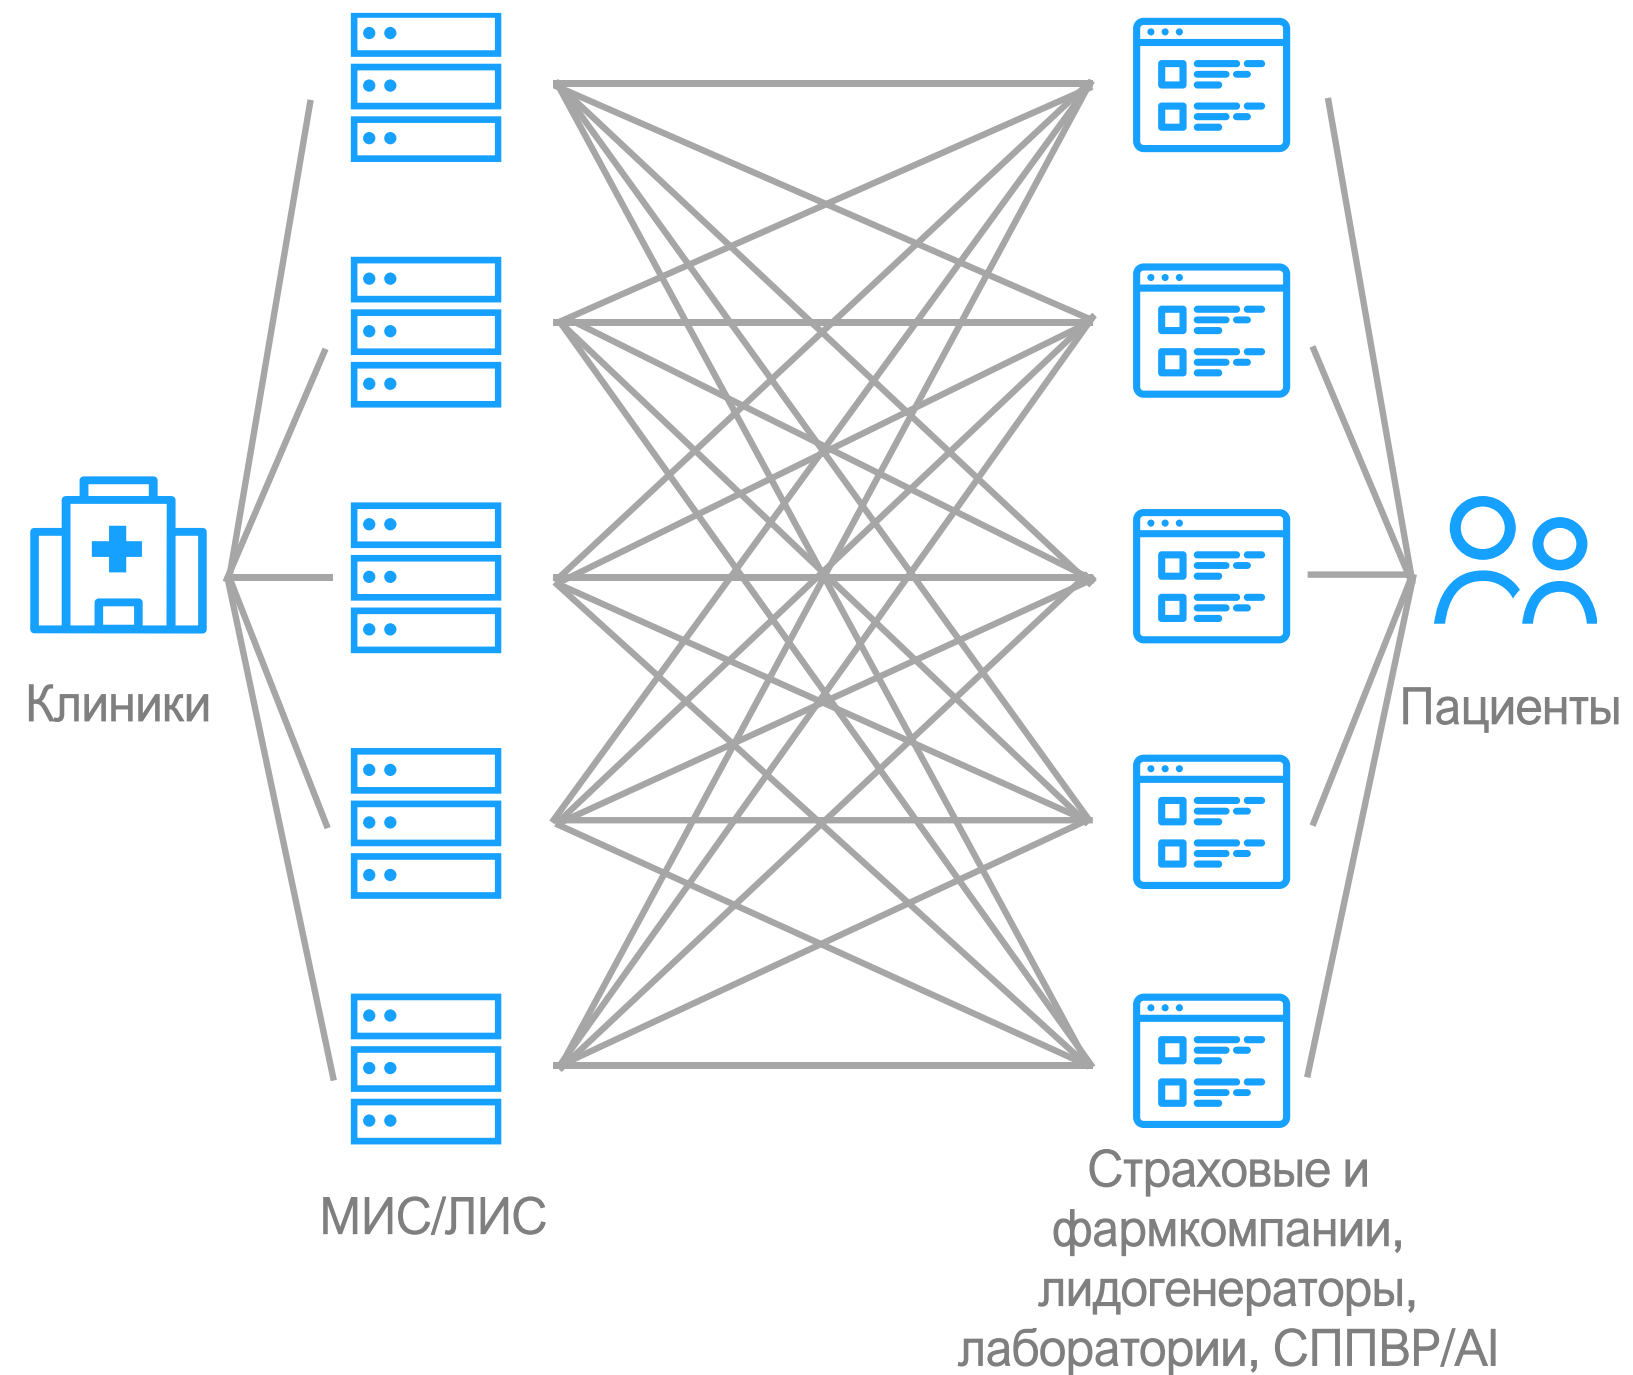 Клиники
Пациенты
МИС/ЛИС
Страховые и
фармкомпании,
лидогенераторы,
лаборатории, СППВР/AI